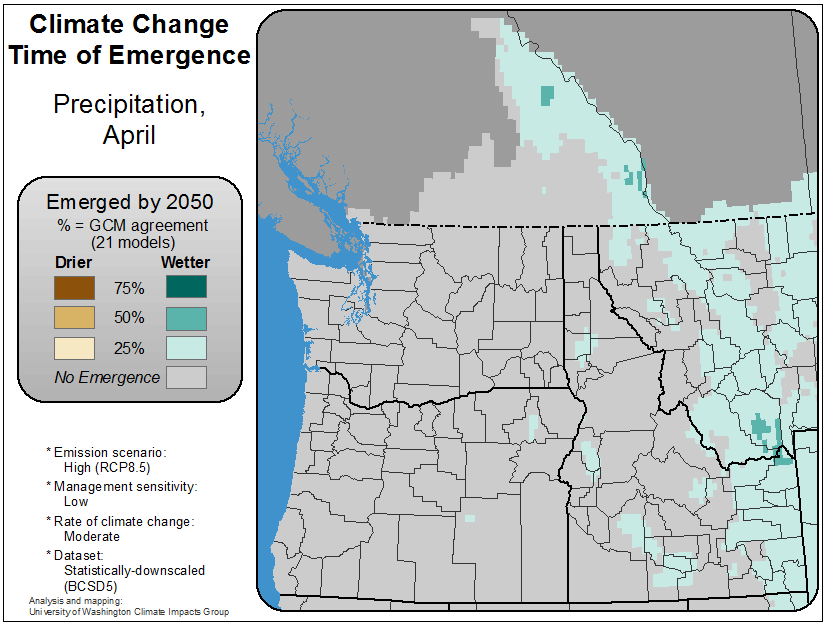 Climate Change
Time of Emergence
Precipitation,
April
Emerged by 2050
% = GCM agreement
(21 models)
Drier Wetter
75%
50%
25%
No Emergence
* Emission scenario:
High (RCP8.5)
* Management sensitivity:
Low
* Rate of climate change:
Moderate
* Dataset:
Statistically-downscaled
(BCSD5)
Analysis and mapping:
University of Washington Climate Impacts Group